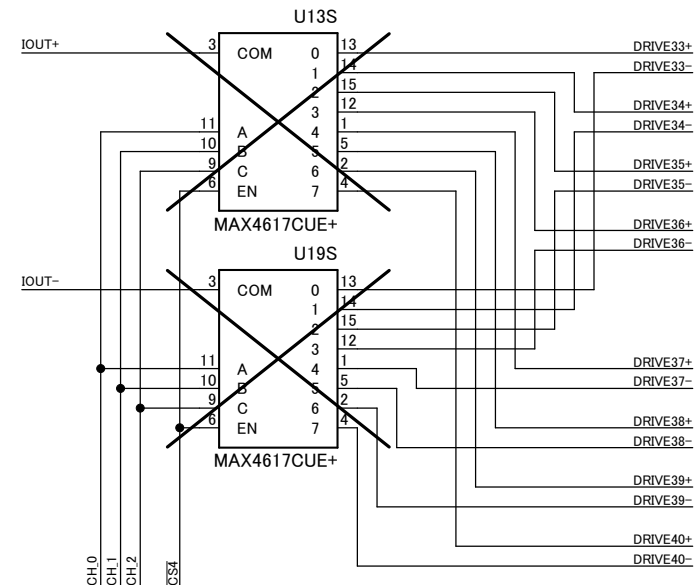 U13S
IOUT+
3
COM
0
13
DRIVE33+
1
14
DRIVE33-
2
15
3
12
DRIVE34+
11
A
4
1
DRIVE34-
10
B
5
5
9
C
6
2
DRIVE35+
6
EN
7
4
DRIVE35-
MAX4617CUE+
DRIVE36+
DRIVE36-
U19S
IOUT-
3
COM
0
13
1
14
2
15
3
12
11
A
4
1
DRIVE37+
10
B
5
5
DRIVE37-
9
C
6
2
6
EN
7
4
DRIVE38+
DRIVE38-
MAX4617CUE+
DRIVE39+
DRIVE39-
DRIVE40+
DRIVE40-
CH_0
CH_1
CH_2
CS4